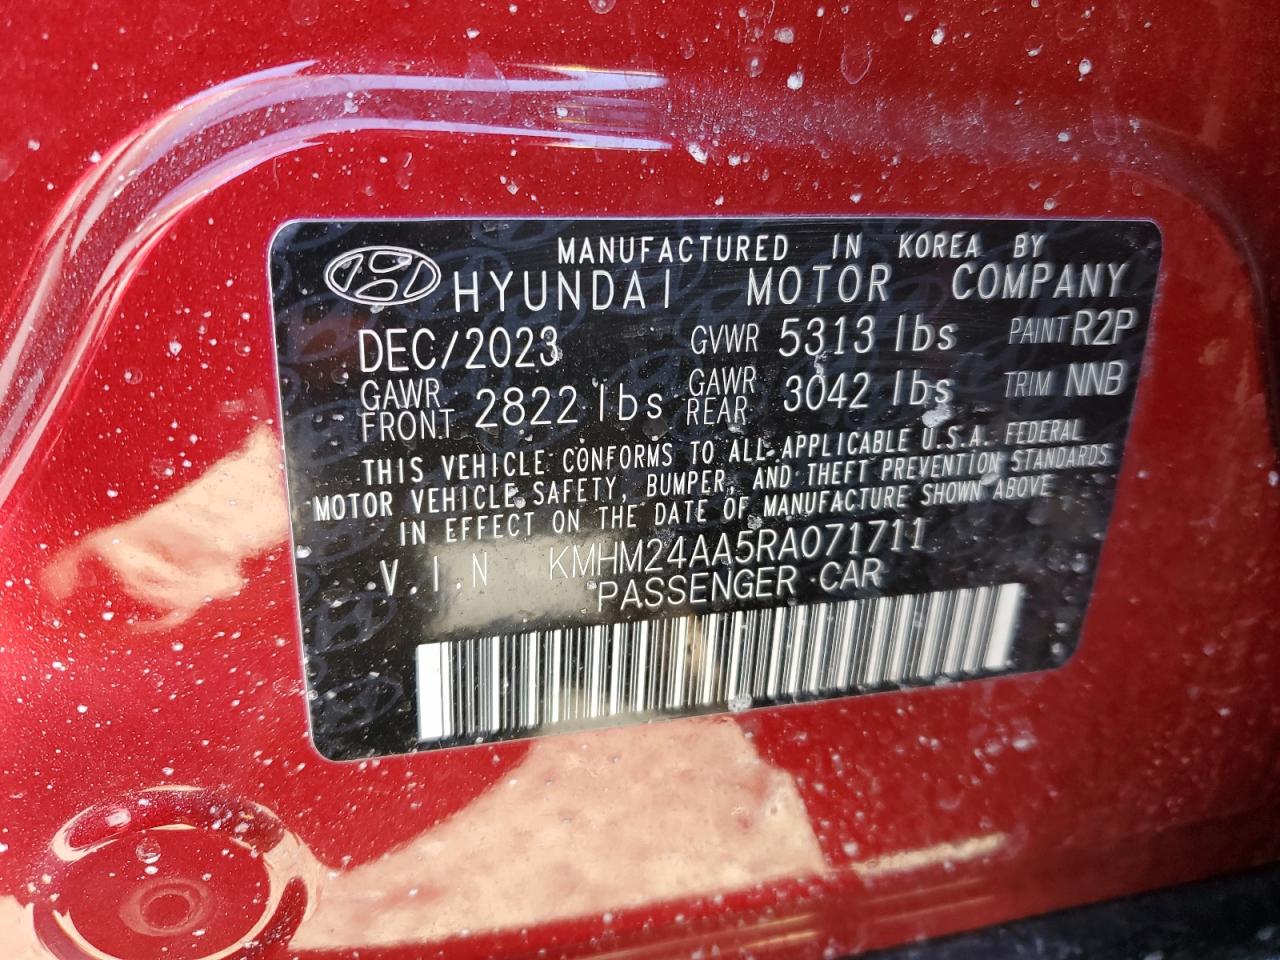 MANUFACTURED IN KOREA BY
HYUNDAI MOTOR COMPANY
DEC/2023 GVWR 5313 lbs PAINT R2P
GAWR FRONT 2822 lbs GAWR REAR 3042 lbs TRIM NNB
THIS VEHICLE CONFORMS TO ALL APPLICABLE U.S.A. FEDERAL
MOTOR VEHICLE SAFETY, BUMPER, AND THEFT PREVENTION STANDARDS
IN EFFECT ON THE DATE OF MANUFACTURE SHOWN ABOVE
V.I.N KMHM24AA5RA071711
PASSENGER CAR